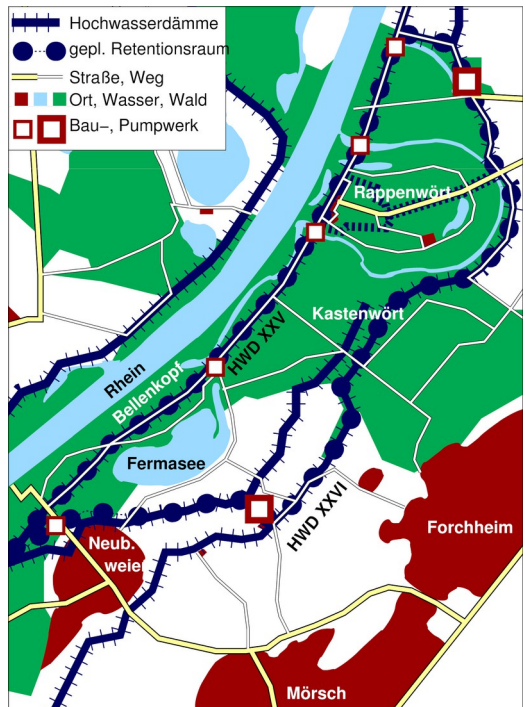 Hochwasserdämme
gepl. Retentionsraum
Straße, Weg
Ort, Wasser, Wald
Bau–, Pumpwerk
Rappenwört
Kastenwört
HWD XXV
Rhein
Bellenkopf
Fermasee
HWD XXVI
Forchheim
Neub.
weier
Mörsch